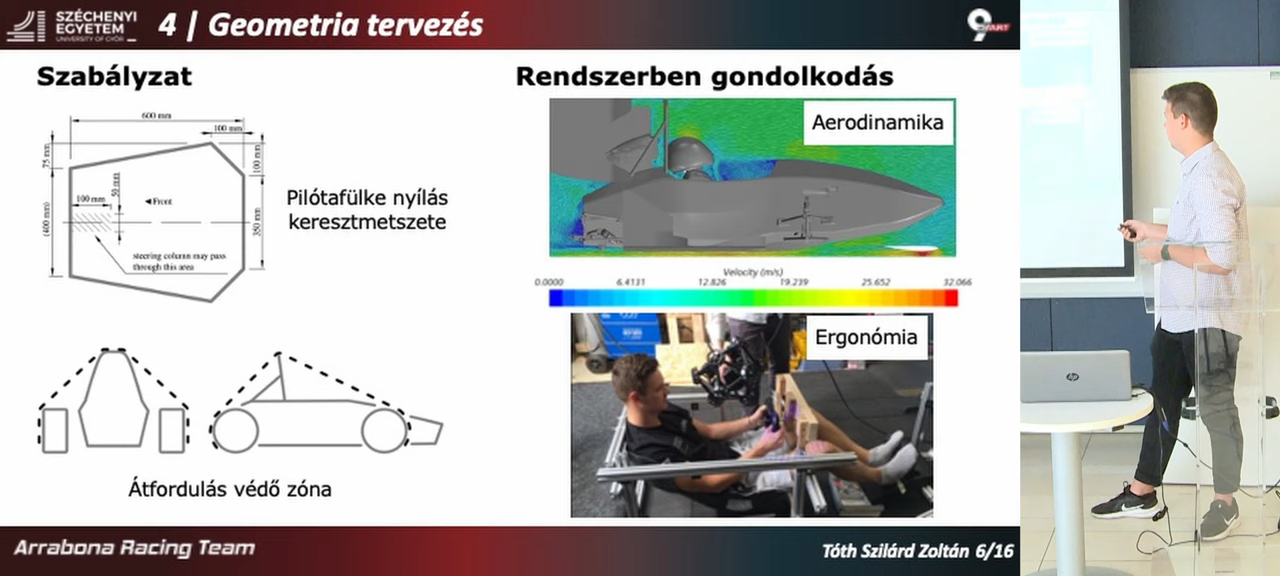 SZÉCHENYI
EGYETEM
UNIVERSITY OF GYŐR
4 | Geometria tervezés
Szabályzat
Rendszerben gondolkodás
600 mm
100 mm
75 mm
100 mm
100 mm
50 mm
Front
(400 mm)
350 mm
steering column may pass
through this area
Pilótafülke nyílás
keresztmetszete
Aerodinamika
Velocity (m/s)
0.0000 6.4131 12.826 19.239 25.652 32.066
Ergonómia
Átfordulás védő zóna
Arrabona Racing Team
Tóth Szilárd Zoltán 6/16
hp